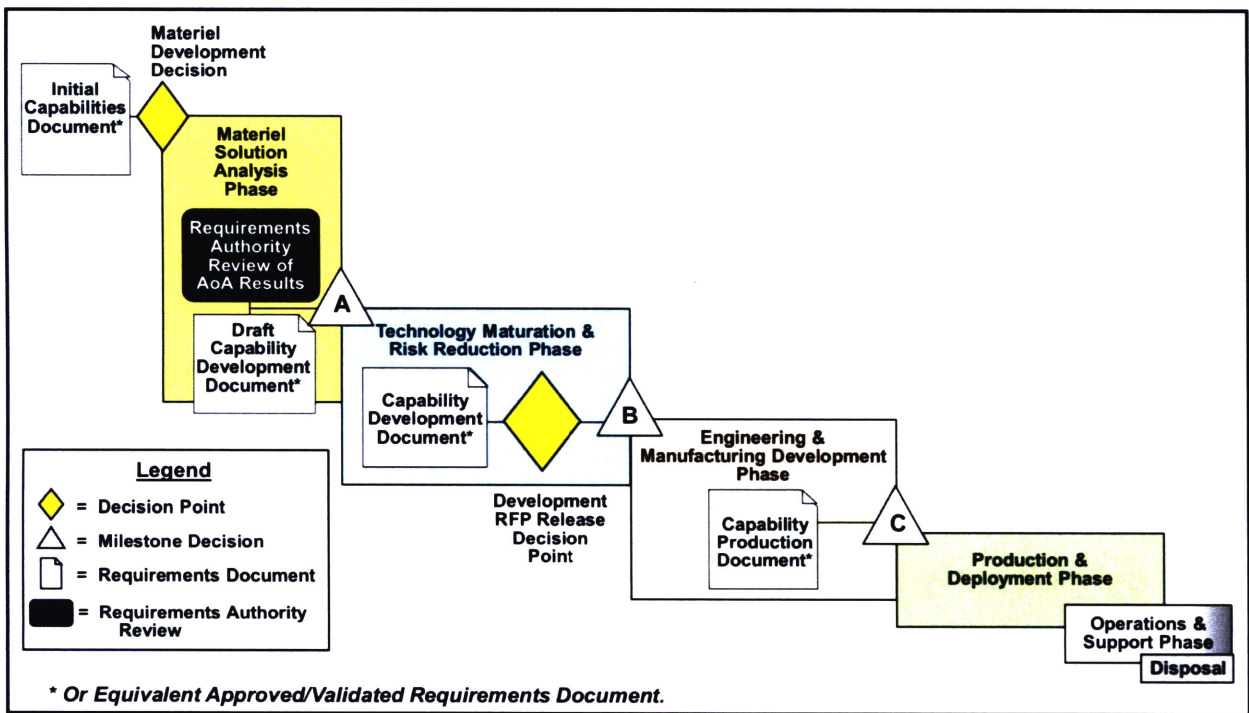 Materiel
Development
Decision
Initial
Capabilities
Document*
Materiel
Solution
Analysis
Phase
Requirements
Authority
Review of
AoA Results
A
Draft
Capability
Development
Document*
Technology Maturation &
Risk Reduction Phase
Capability
Development
Document*
B
Development
RFP Release
Decision
Point
Engineering &
Manufacturing Development
Phase
Capability
Production
Document*
C
Production &
Deployment Phase
Operations &
Support Phase
Disposal
Legend
= Decision Point
= Milestone Decision
= Requirements Document
= Requirements Authority
Review
* Or Equivalent Approved/Validated Requirements Document.